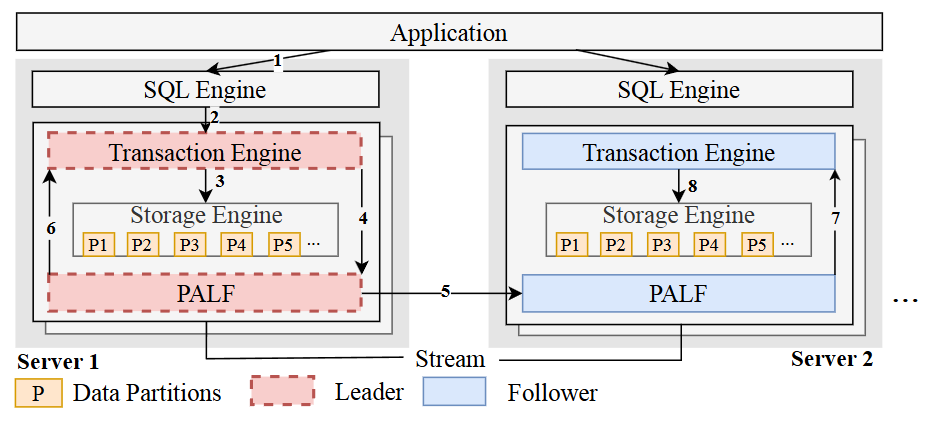 Application
1
SQL Engine
SQL Engine
2
Transaction Engine
Transaction Engine
3
8
Storage Engine
Storage Engine
6
4
7
P1 P2 P3 P4 P5 ...
P1 P2 P3 P4 P5 ...
PALF
5
PALF
...
Server 1
Stream
Server 2
P Data Partitions
Leader
Follower